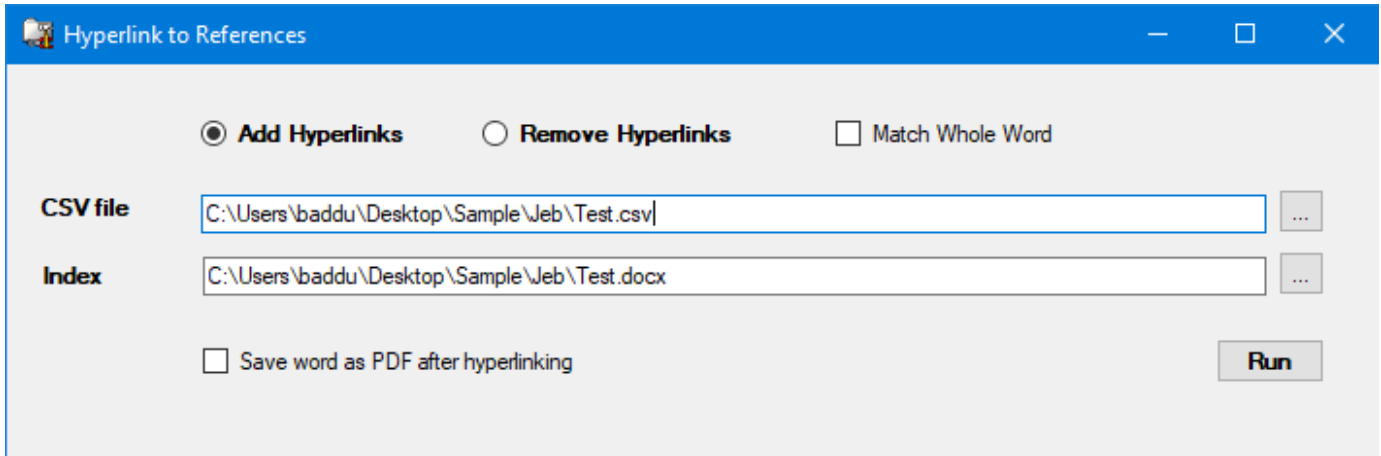 Hyperlink to References
Add Hyperlinks Remove Hyperlinks Match Whole Word
CSV file C:\Users\baddu\Desktop\Sample\Jeb\Test.csv ...
Index C:\Users\baddu\Desktop\Sample\Jeb\Test.docx ...
Save word as PDF after hyperlinking Run